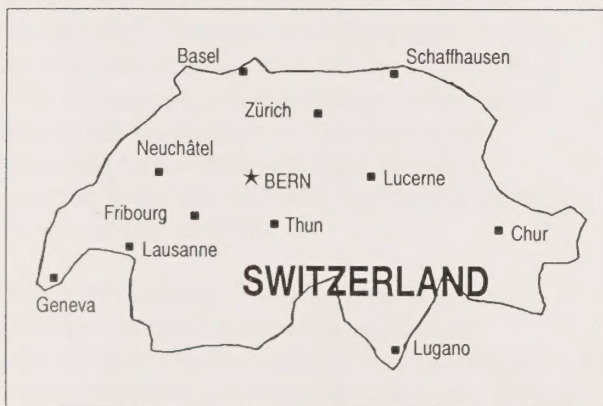 Basel
Schaffhausen
Zürich
Neuchâtel
BERN
Lucerne
Fribourg
Thun
Chur
Lausanne
SWITZERLAND
Geneva
Lugano